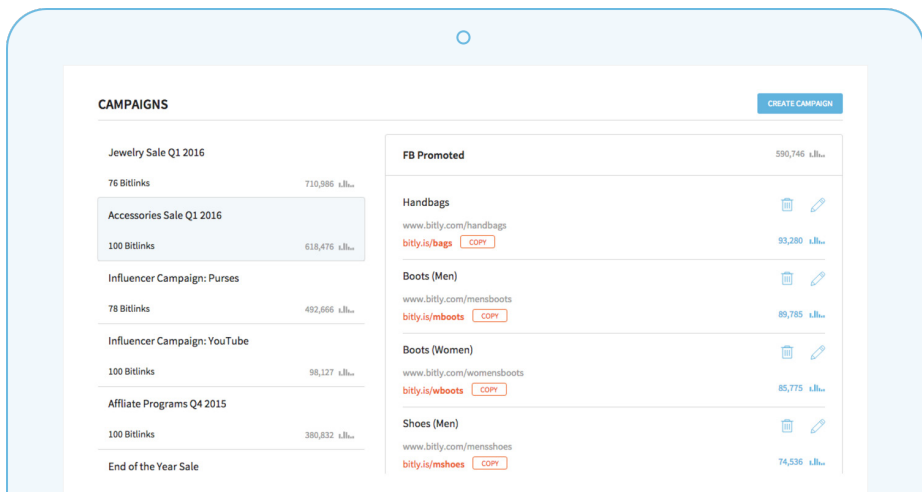 CAMPAIGNS
CREATE CAMPAIGN
Jewelry Sale Q1 2016
76 Bitlinks 710,986
Accessories Sale Q1 2016
100 Bitlinks 618,476
Influencer Campaign: Purses
78 Bitlinks 492,666
Influencer Campaign: YouTube
100 Bitlinks 98,127
Affliate Programs Q4 2015
100 Bitlinks 380,832
End of the Year Sale
FB Promoted 590,746
Handbags
www.bitly.com/handbags
bitly.is/bags COPY 93,280
Boots (Men)
www.bitly.com/mensboots
bitly.is/mboots COPY 89,785
Boots (Women)
www.bitly.com/womensboots
bitly.is/wboots COPY 85,775
Shoes (Men)
www.bitly.com/mensshoes
bitly.is/mshoes COPY 74,536